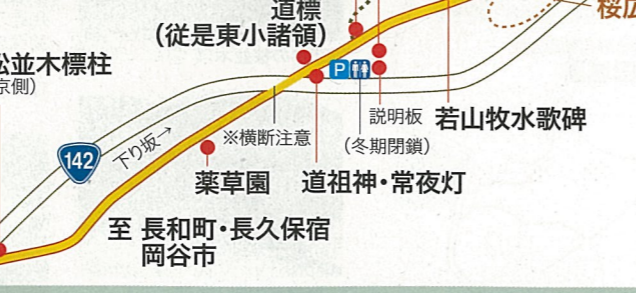 道標
(従是東小諸領)
松並木標柱
京側)
桜広
P
説明板
若山牧水歌碑
※横断注意
(冬期閉鎖)
142
下り坂→
薬草園
道祖神・常夜灯
至 長和町・長久保宿
岡谷市